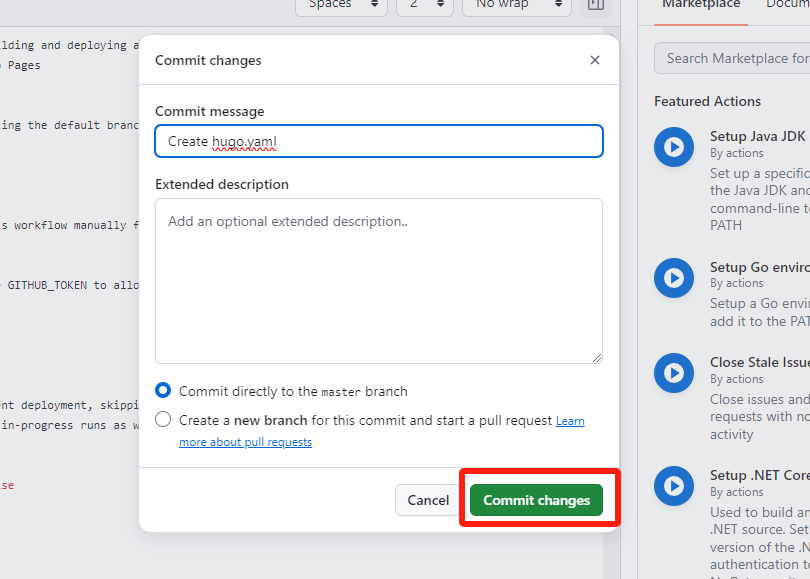 Spaces
2
No wrap
Marketplace
Docum
lding and deploying a
Pages
ing the default branc
s workflow manually f
GITHUB_TOKEN to allo
nt deployment, skippi
in-progress runs as w
se
Commit changes
Commit message
Create hugo.yaml
Extended description
Add an optional extended description..
Commit directly to the master branch
Create a new branch for this commit and start a pull request Learn
more about pull requests
Cancel
Commit changes
Search Marketplace for
Featured Actions
Setup Java JDK
By actions
Set up a specific
the Java JDK and
command-line to
PATH
Setup Go enviro
By actions
Setup a Go envir
add it to the PAT
Close Stale Issue
By actions
Close issues and
requests with no
activity
Setup .NET Core
By actions
Used to build an
.NET source. Set
version of the .N
authentication to